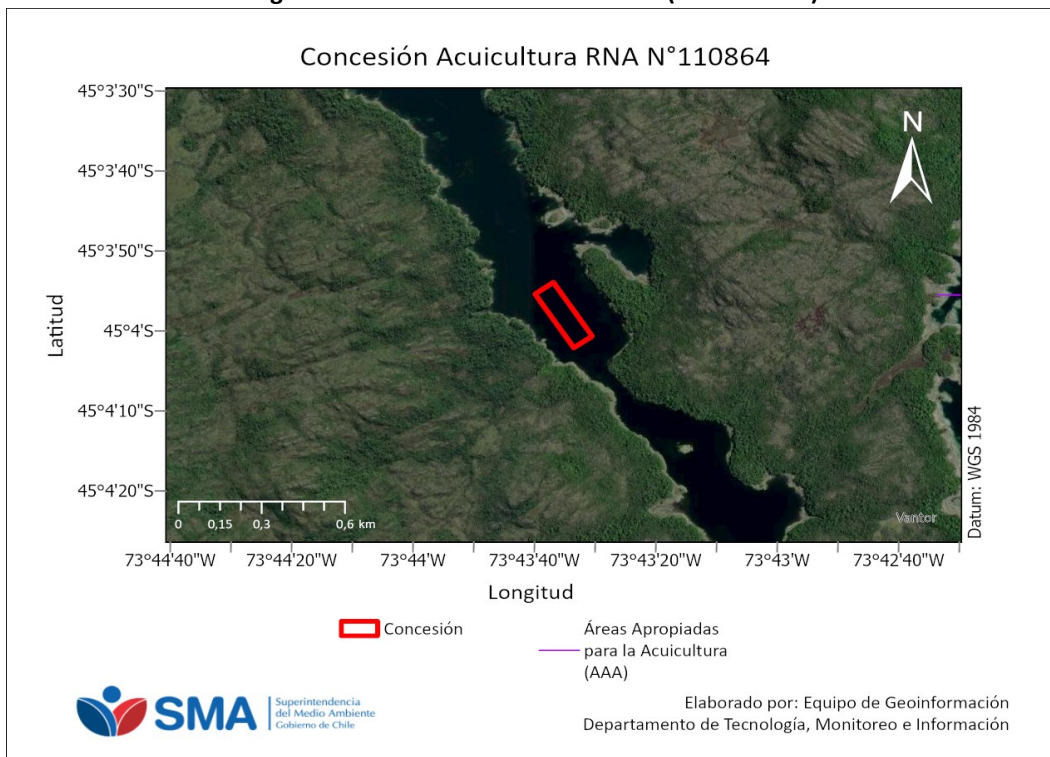 Concesión Acuicultura RNA N°110864
45°3'30"S
45°3'40"S
45°3'50"S
45°4'S
45°4'10"S
45°4'20"S
Latitud
N
0 0,15 0,3 0,6 km
Vantor
Datum: WGS 1984
73°44'40"W 73°44'20"W 73°44'W 73°43'40"W 73°43'20"W 73°43'W 73°42'40"W
Longitud
Concesión
Áreas Apropiadas
para la Acuicultura
(AAA)
SMA
Superintendencia
del Medio Ambiente
Gobierno de Chile
Elaborado por: Equipo de Geoinformación
Departamento de Tecnología, Monitoreo e Información